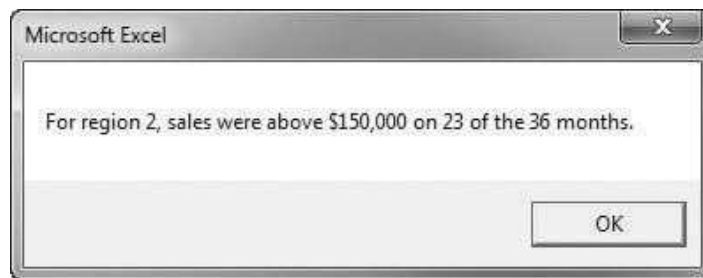 Microsoft Excel
For region 2, sales were above $150,000 on 23 of the 36 months.
OK